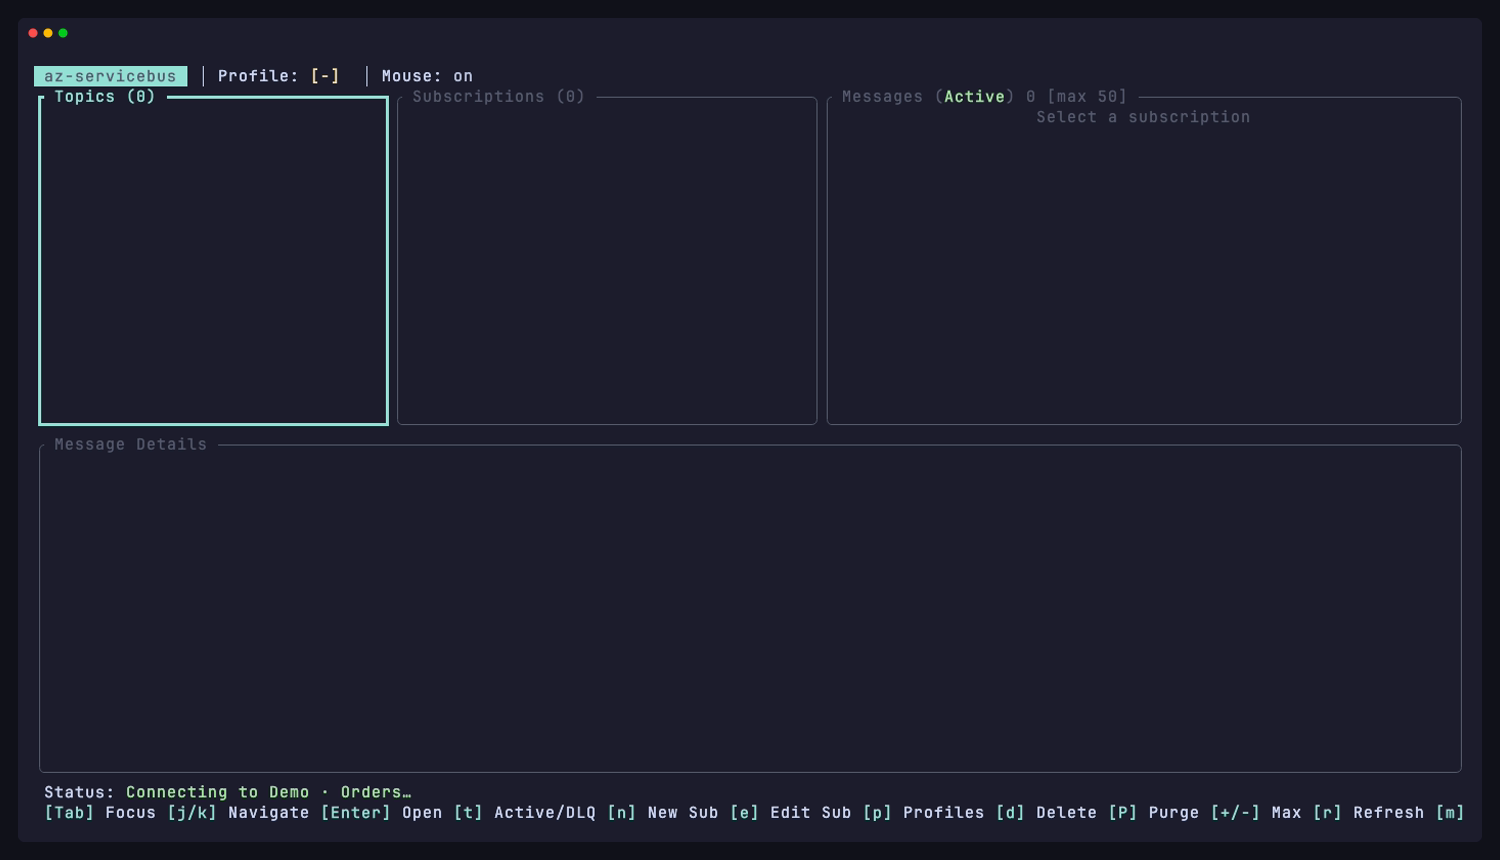 az-servicebus │ Profile: [-] │ Mouse: on
Topics (0) Subscriptions (0) Messages (Active) 0 [max 50]
Select a subscription
Message Details
Status: Connecting to Demo · Orders…
[Tab] Focus [j/k] Navigate [Enter] Open [t] Active/DLQ [n] New Sub [e] Edit Sub [p] Profiles [d] Delete [P] Purge [+/-] Max [r] Refresh [m]